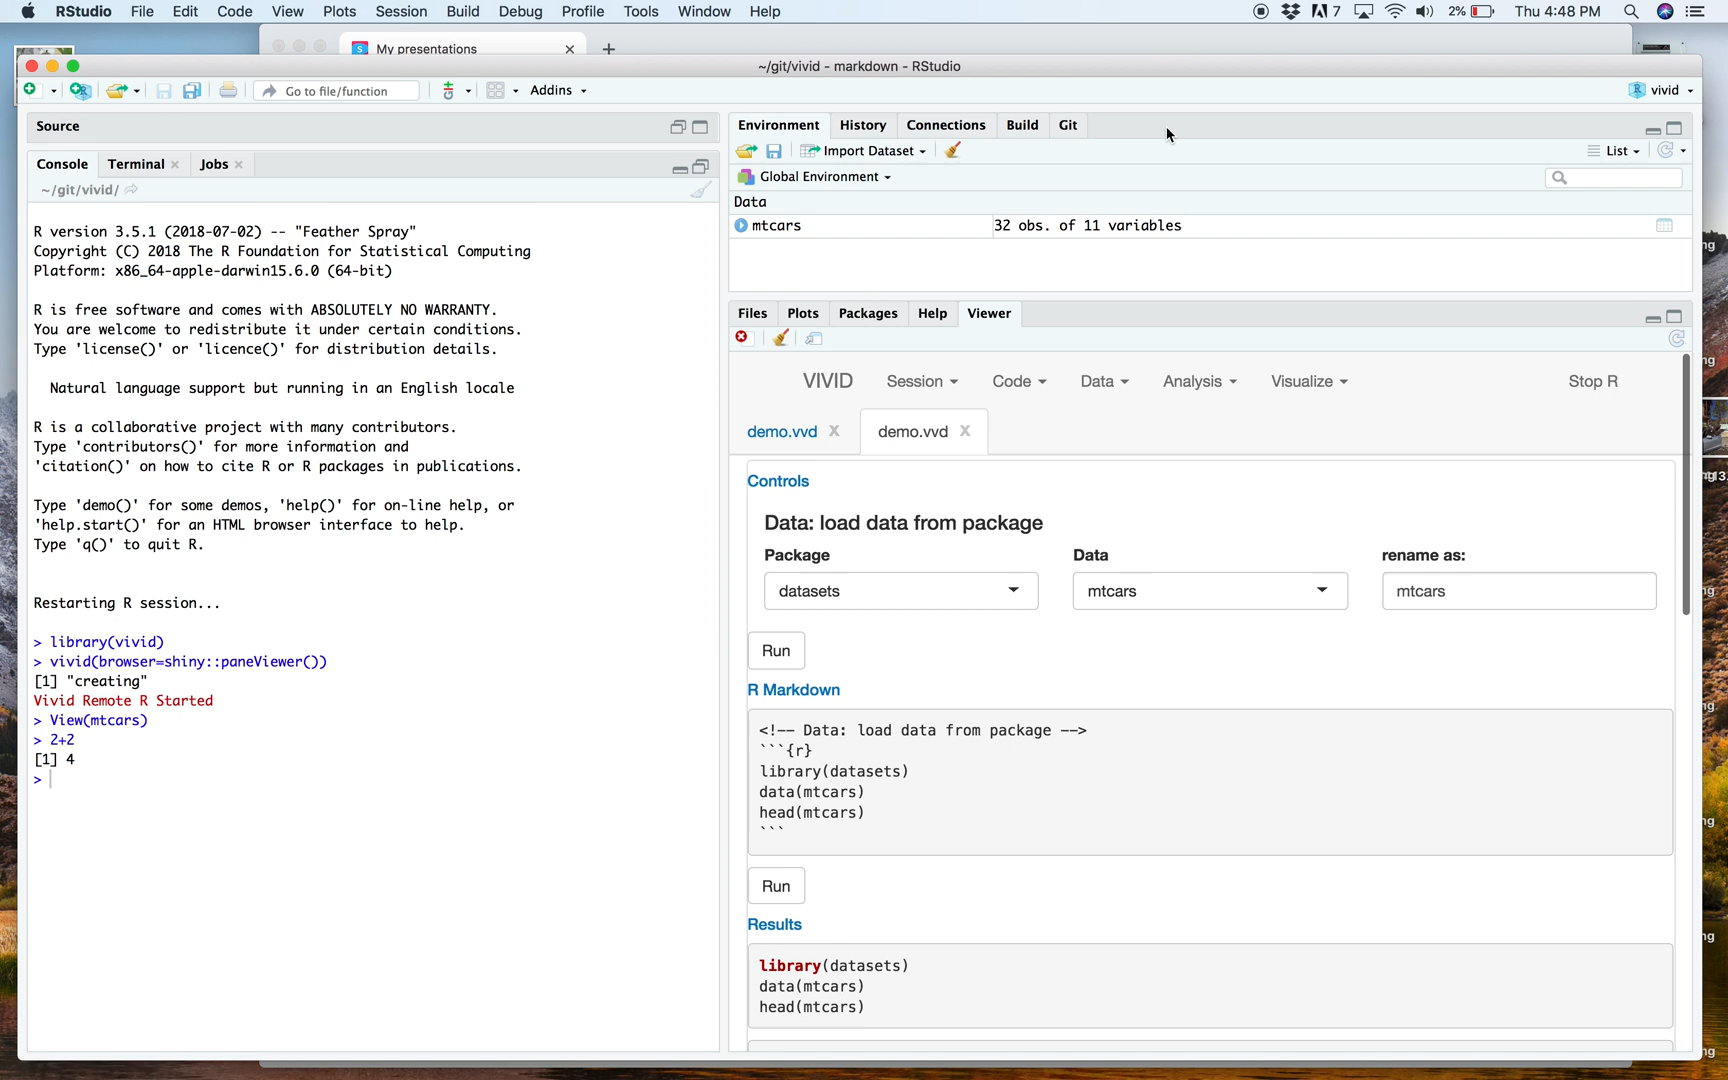 RStudio File Edit Code View Plots Session Build Debug Profile Tools Window Help 7 2% Thu 4:48 PM
My presentations
~/git/vivid - markdown - RStudio
Go to file/function Addins vivid
Source
Console Terminal Jobs
~/git/vivid/
R version 3.5.1 (2018-07-02) -- "Feather Spray"
Copyright (C) 2018 The R Foundation for Statistical Computing
Platform: x86_64-apple-darwin15.6.0 (64-bit)
R is free software and comes with ABSOLUTELY NO WARRANTY.
You are welcome to redistribute it under certain conditions.
Type 'license()' or 'licence()' for distribution details.
Natural language support but running in an English locale
R is a collaborative project with many contributors.
Type 'contributors()' for more information and
'citation()' on how to cite R or R packages in publications.
Type 'demo()' for some demos, 'help()' for on-line help, or
'help.start()' for an HTML browser interface to help.
Type 'q()' to quit R.
Restarting R session...
> library(vivid)
> vivid(browser=shiny::paneViewer())
[1] "creating"
Vivid Remote R Started
> View(mtcars)
> 2+2
[1] 4
>
Environment History Connections Build Git
Import Dataset List
Global Environment
Data
mtcars 32 obs. of 11 variables
Files Plots Packages Help Viewer
VIVID Session Code Data Analysis Visualize Stop R
demo.vvd demo.vvd
Controls
Data: load data from package
Package Data rename as:
datasets mtcars mtcars
Run
R Markdown
<!-- Data: load data from package -->
```{r}
library(datasets)
data(mtcars)
head(mtcars)
```
Run
Results
library(datasets)
data(mtcars)
head(mtcars)